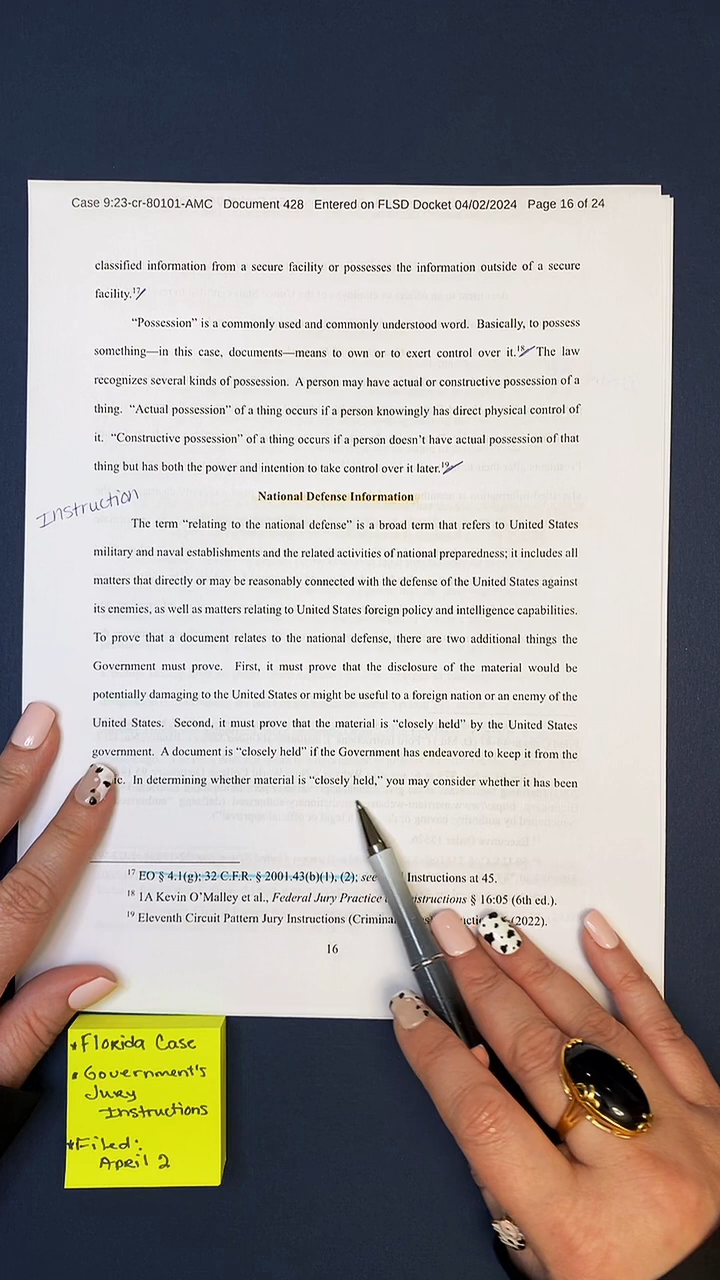 Case 9:23-cr-80101-AMC Document 428 Entered on FLSD Docket 04/02/2024 Page 16 of 24
classified information from a secure facility or possesses the information outside of a secure
facility.17
“Possession” is a commonly used and commonly understood word. Basically, to possess
something—in this case, documents—means to own or to exert control over it.18 The law
recognizes several kinds of possession. A person may have actual or constructive possession of a
thing. “Actual possession” of a thing occurs if a person knowingly has direct physical control of
it. “Constructive possession” of a thing occurs if a person doesn’t have actual possession of that
thing but has both the power and intention to take control over it later.19
Instruction
National Defense Information
The term “relating to the national defense” is a broad term that refers to United States
military and naval establishments and the related activities of national preparedness; it includes all
matters that directly or may be reasonably connected with the defense of the United States against
its enemies, as well as matters relating to United States foreign policy and intelligence capabilities.
To prove that a document relates to the national defense, there are two additional things the
Government must prove. First, it must prove that the disclosure of the material would be
potentially damaging to the United States or might be useful to a foreign nation or an enemy of the
United States. Second, it must prove that the material is “closely held” by the United States
government. A document is “closely held” if the Government has endeavored to keep it from the
In determining whether material is “closely held,” you may consider whether it has been
17 EO § 4.1(g); 32 C.F.R. § 2001.43(b)(1), (2); see Instructions at 45.
18 1A Kevin O’Malley et al., Federal Jury Practice Instructions § 16:05 (6th ed.).
19 Eleventh Circuit Pattern Jury Instructions (2022).
16
*Florida Case
• Government's
Jury
Instructions
*Filed:
April 2